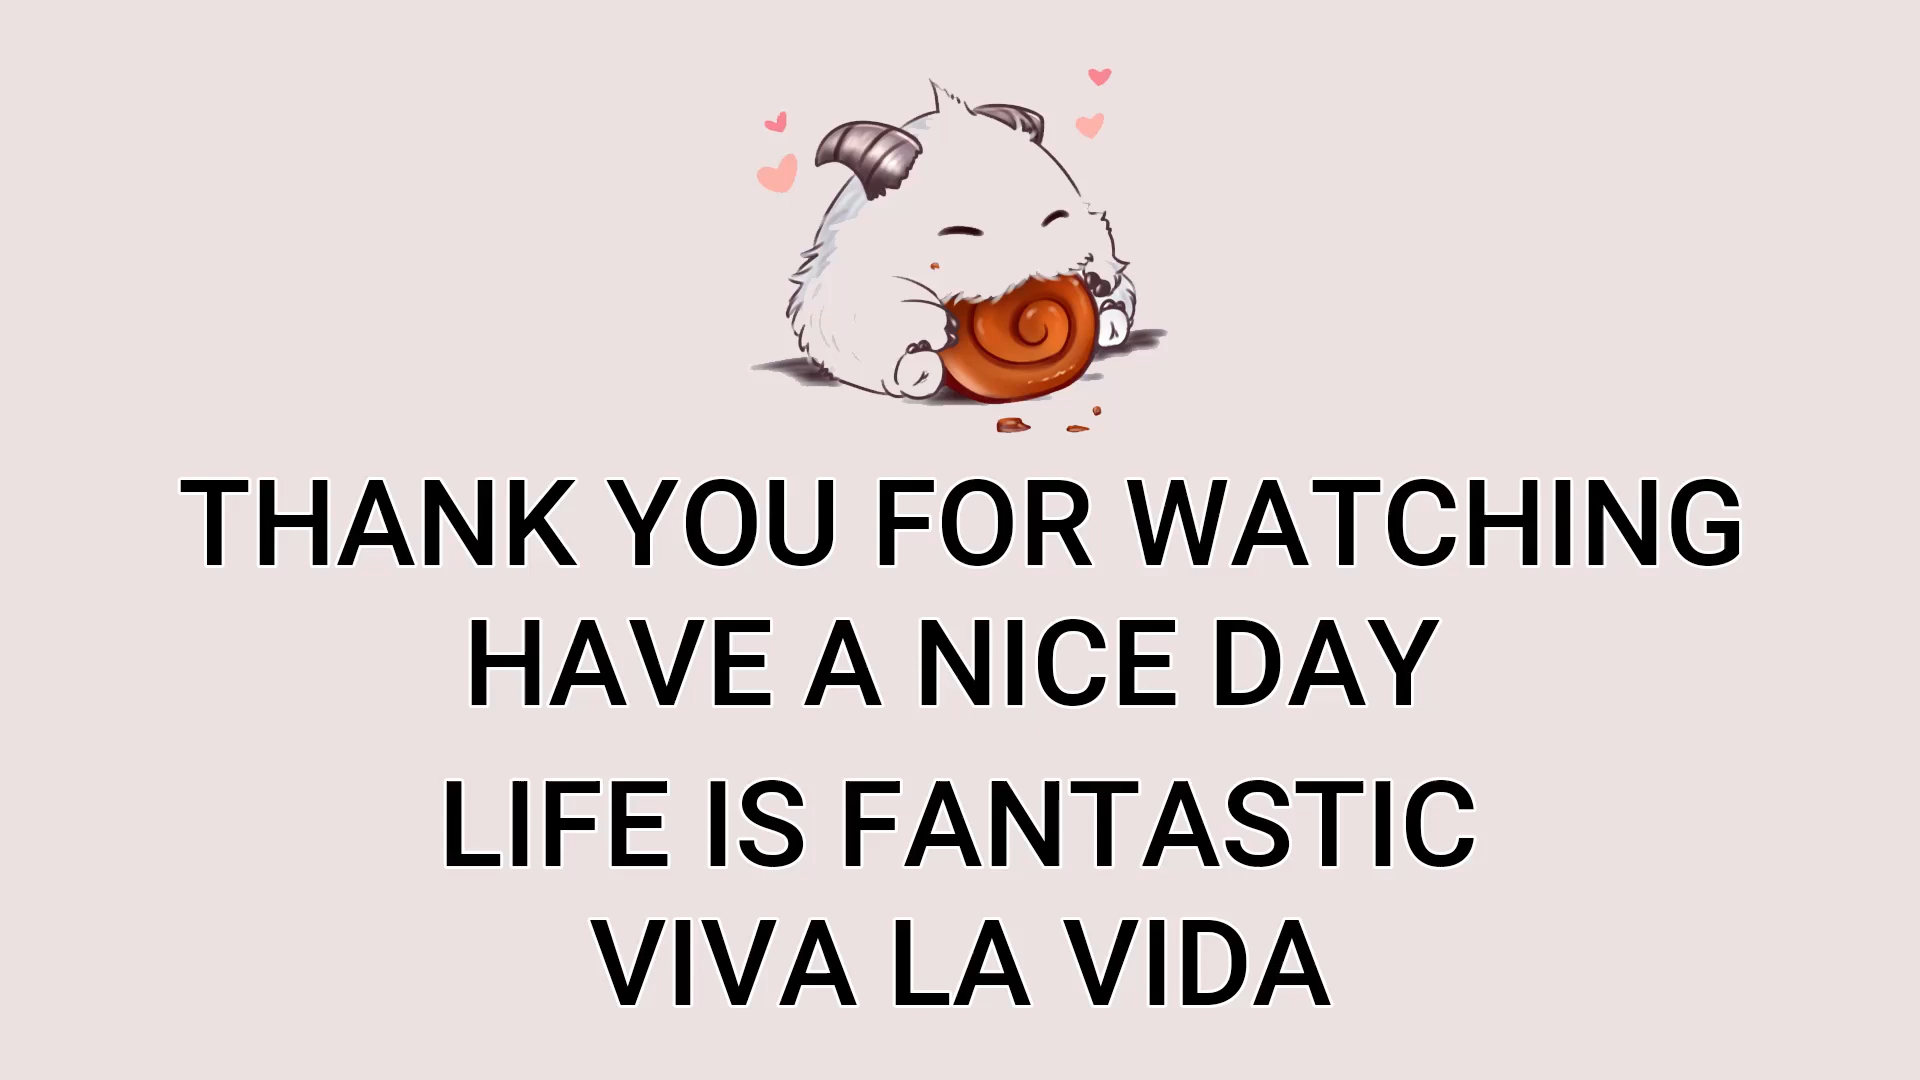 THANK YOU FOR WATCHING
HAVE A NICE DAY
LIFE IS FANTASTIC
VIVA LA VIDA